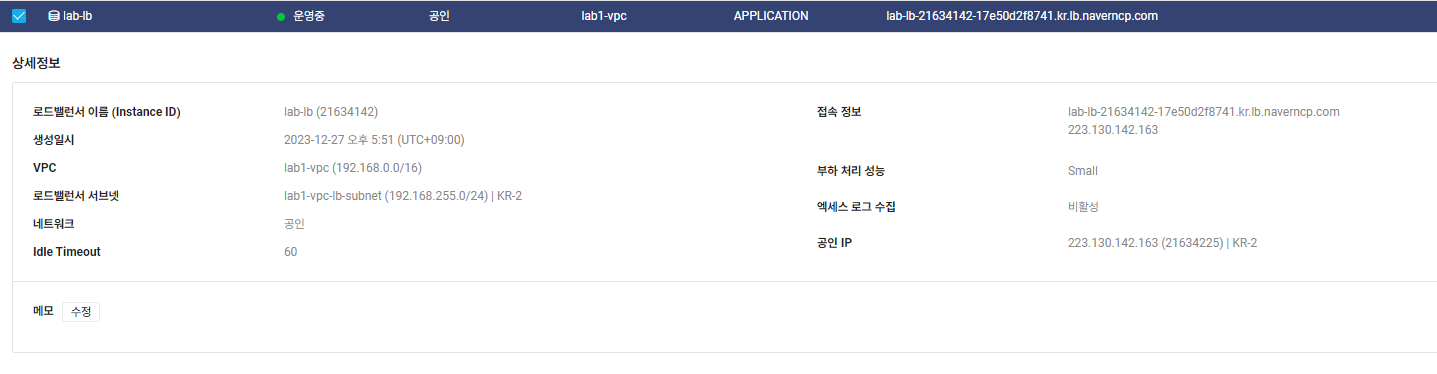 lab-lb 운영중 공인 lab1-vpc APPLICATION lab-lb-21634142-17e50d2f8741.kr.lb.naverncp.com
상세정보
로드밸런서 이름 (Instance ID) lab-lb (21634142) 접속 정보 lab-lb-21634142-17e50d2f8741.kr.lb.naverncp.com
223.130.142.163
생성일시 2023-12-27 오후 5:51 (UTC+09:00)
VPC lab1-vpc (192.168.0.0/16) 부하 처리 성능 Small
로드밸런서 서브넷 lab1-vpc-lb-subnet (192.168.255.0/24) | KR-2 엑세스 로그 수집 비활성
네트워크 공인
Idle Timeout 60 공인 IP 223.130.142.163 (21634225) | KR-2
메모 수정